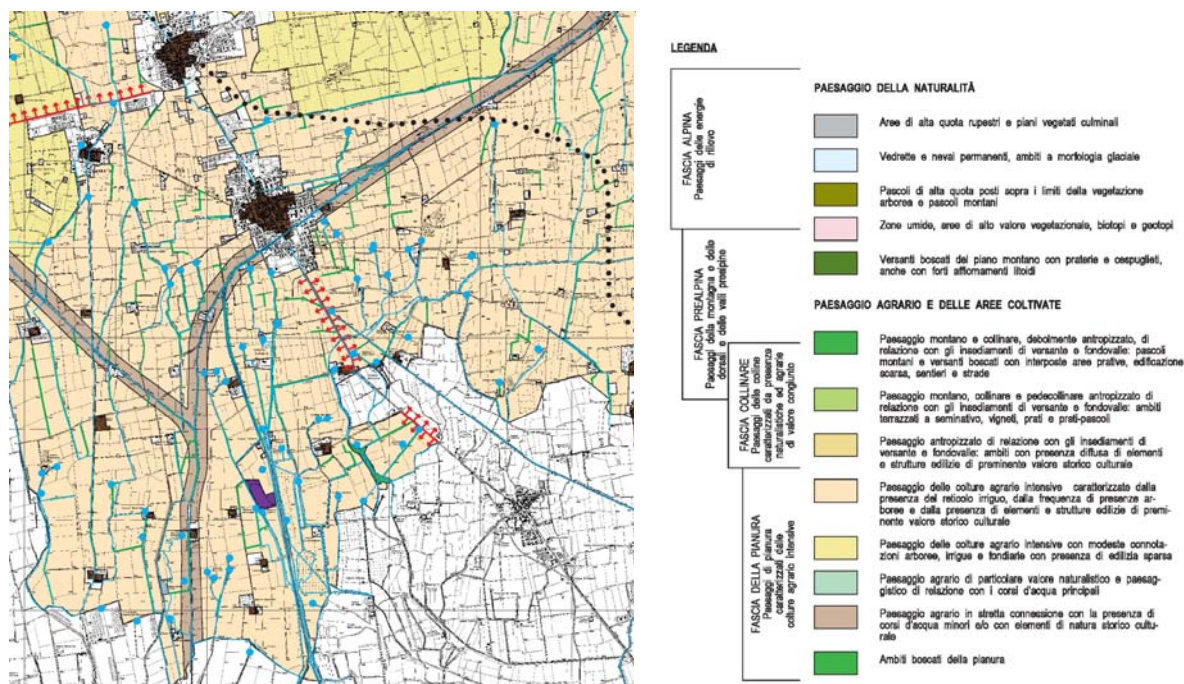 LEGENDA
FASCIA ALPINA
Paesaggi delle energie
di rilievo
FASCIA PREALPINA
Paesaggi della montagna e delle
dorsali e delle valli prealpine
FASCIA COLLINARE
Paesaggi delle colline
caratterizzati da presenze
naturalistiche ed agrarie
di valore congiunto
FASCIA DELLA PIANURA
Paesaggi di pianura
caratterizzati dalle
colture agrario intensive
PAESAGGIO DELLA NATURALITÀ
Aree di alta quota rupestri e piani vegetati culminali
Vedrette e nevai permanenti, ambiti a morfologia glaciale
Pascoli di alta quota posti sopra i limiti della vegetazione
arborea e pascoli montani
Zone umide, aree di alto valore vegetazionale, biotopi e geotopi
Versanti boscati del piano montano con praterie e cespuglieti,
anche con forti affiornamenti litoidi
PAESAGGIO AGRARIO E DELLE AREE COLTIVATE
Paesaggio montano e collinare, debolmente antropizzato, di
relazione con gli insediamenti di versante e fondovalle: pascoli
montani e versanti boscati con interposte aree prative, edificazione
scarsa, sentieri e strade
Paesaggio montano, collinare e pedecollinare antropizzato di
relazione con gli insediamenti di versante e fondovalle: ambiti
terrazzati a seminativo, vigneti, prati e prati-pascoli
Paesaggio antropizzato di relazione con gli insediamenti di
versante e fondovalle: ambiti con presenza diffusa di elementi
e strutture edilizie di preminente valore storico culturale
Paesaggio delle colture agrario intensive caratterizzato dalla
presenza del reticolo irriguo, dalla frequenza di presenze ar-
boree e dalla presenza di elementi e strutture edilizie di premi-
nente valore storico culturale
Paesaggio delle colture agrario intensive con modeste connota-
zioni arboree, irrigue e fondiarie con presenza di edilizia sparsa
Paesaggio agrario di particolare valore naturalistico e paesag-
gistico di relazione con i corsi d'acqua principali
Paesaggio agrario in stretta connessione con la presenza di
corsi d'acqua minori e/o con elementi di natura storico cultu-
rale
Ambiti boscati della pianura